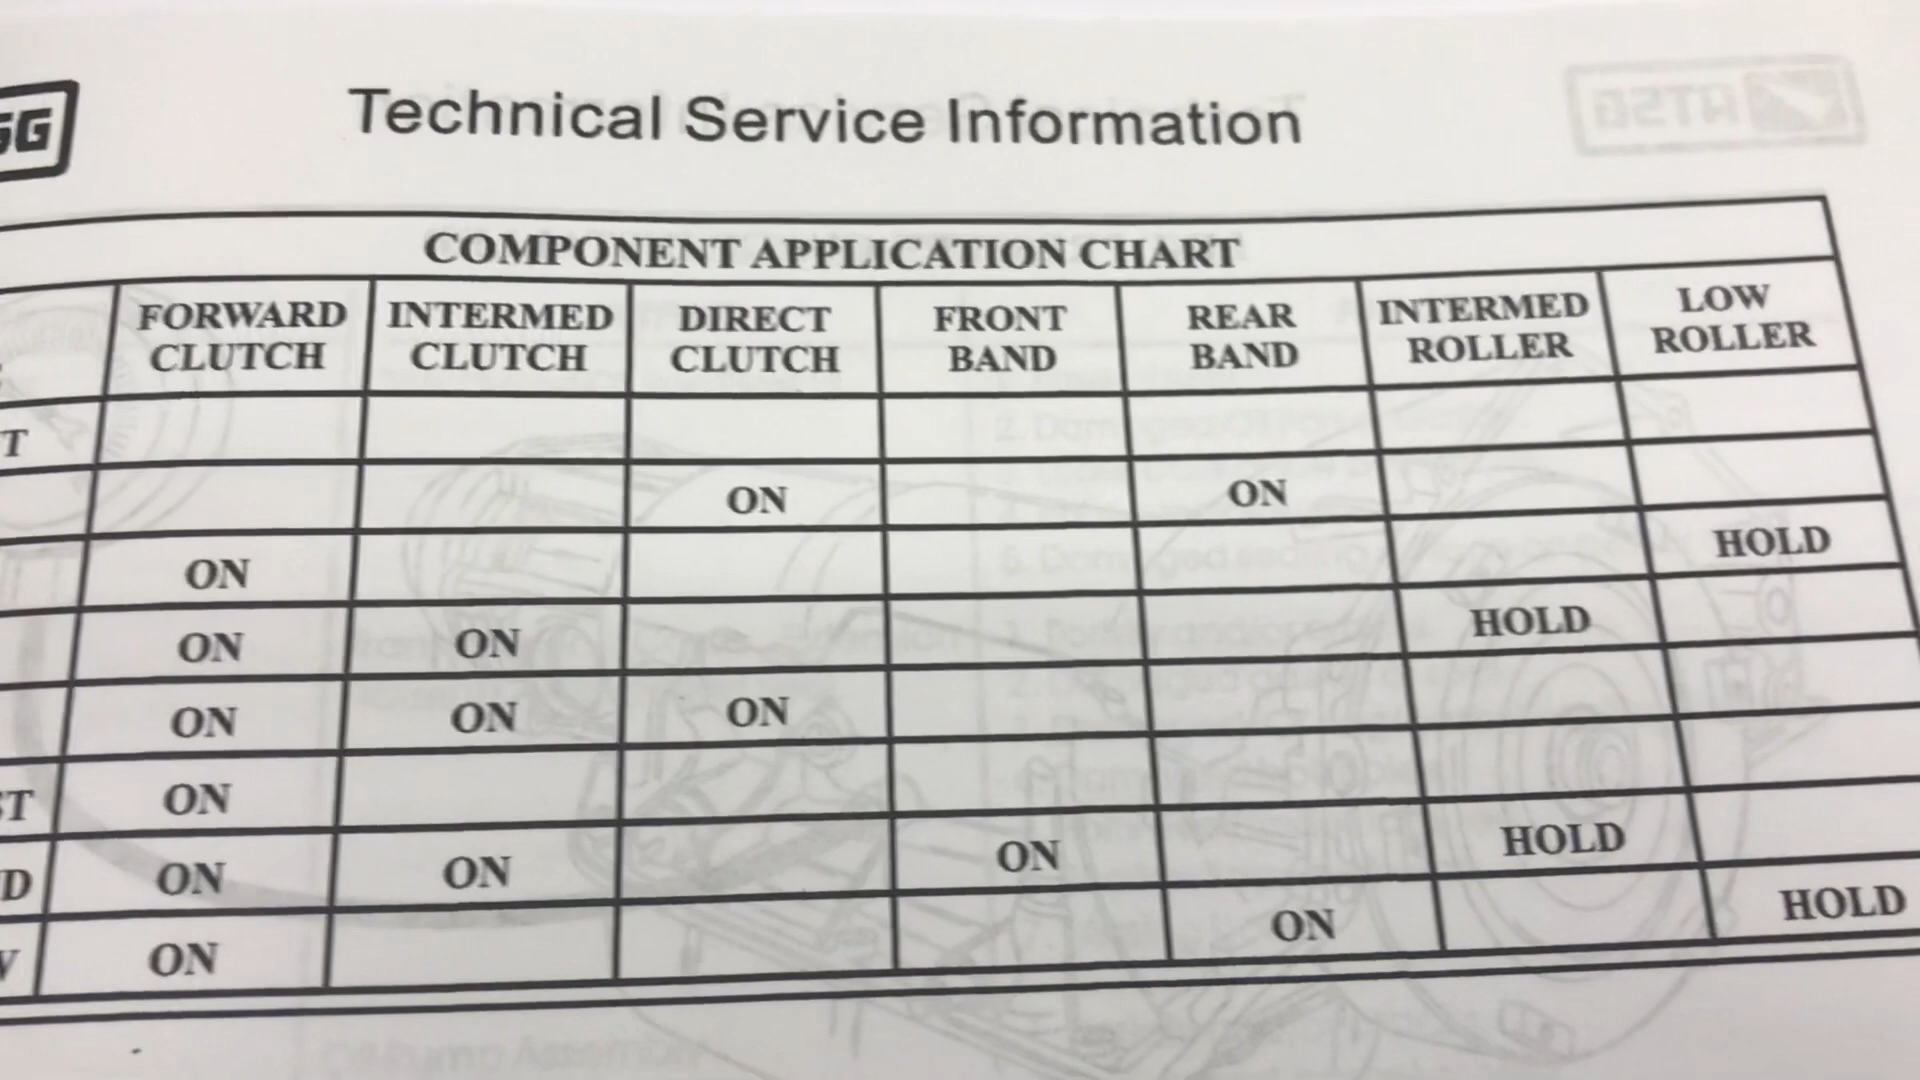 SG
Technical Service Information
COMPONENT APPLICATION CHART
FORWARD CLUTCH INTERMED CLUTCH DIRECT CLUTCH FRONT BAND REAR BAND INTERMED ROLLER LOW ROLLER
T
ON ON
ON HOLD
ON ON HOLD
ON ON ON
ST ON
D ON ON ON HOLD
ON ON HOLD